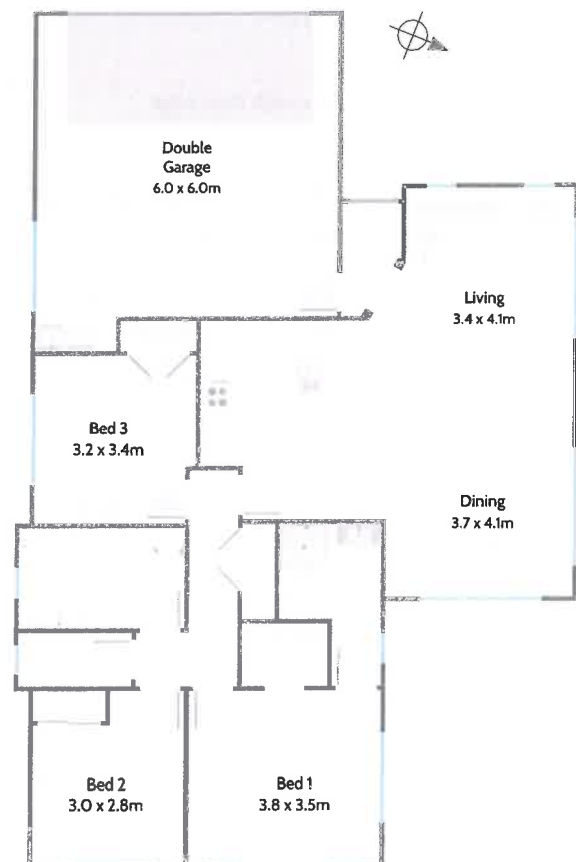 Double
Garage
6.0 x 6.0m
Living
3.4 x 4.1m
Bed 3
3.2 x 3.4m
Dining
3.7 x 4.1m
Bed 2
3.0 x 2.8m
Bed 1
3.8 x 3.5m